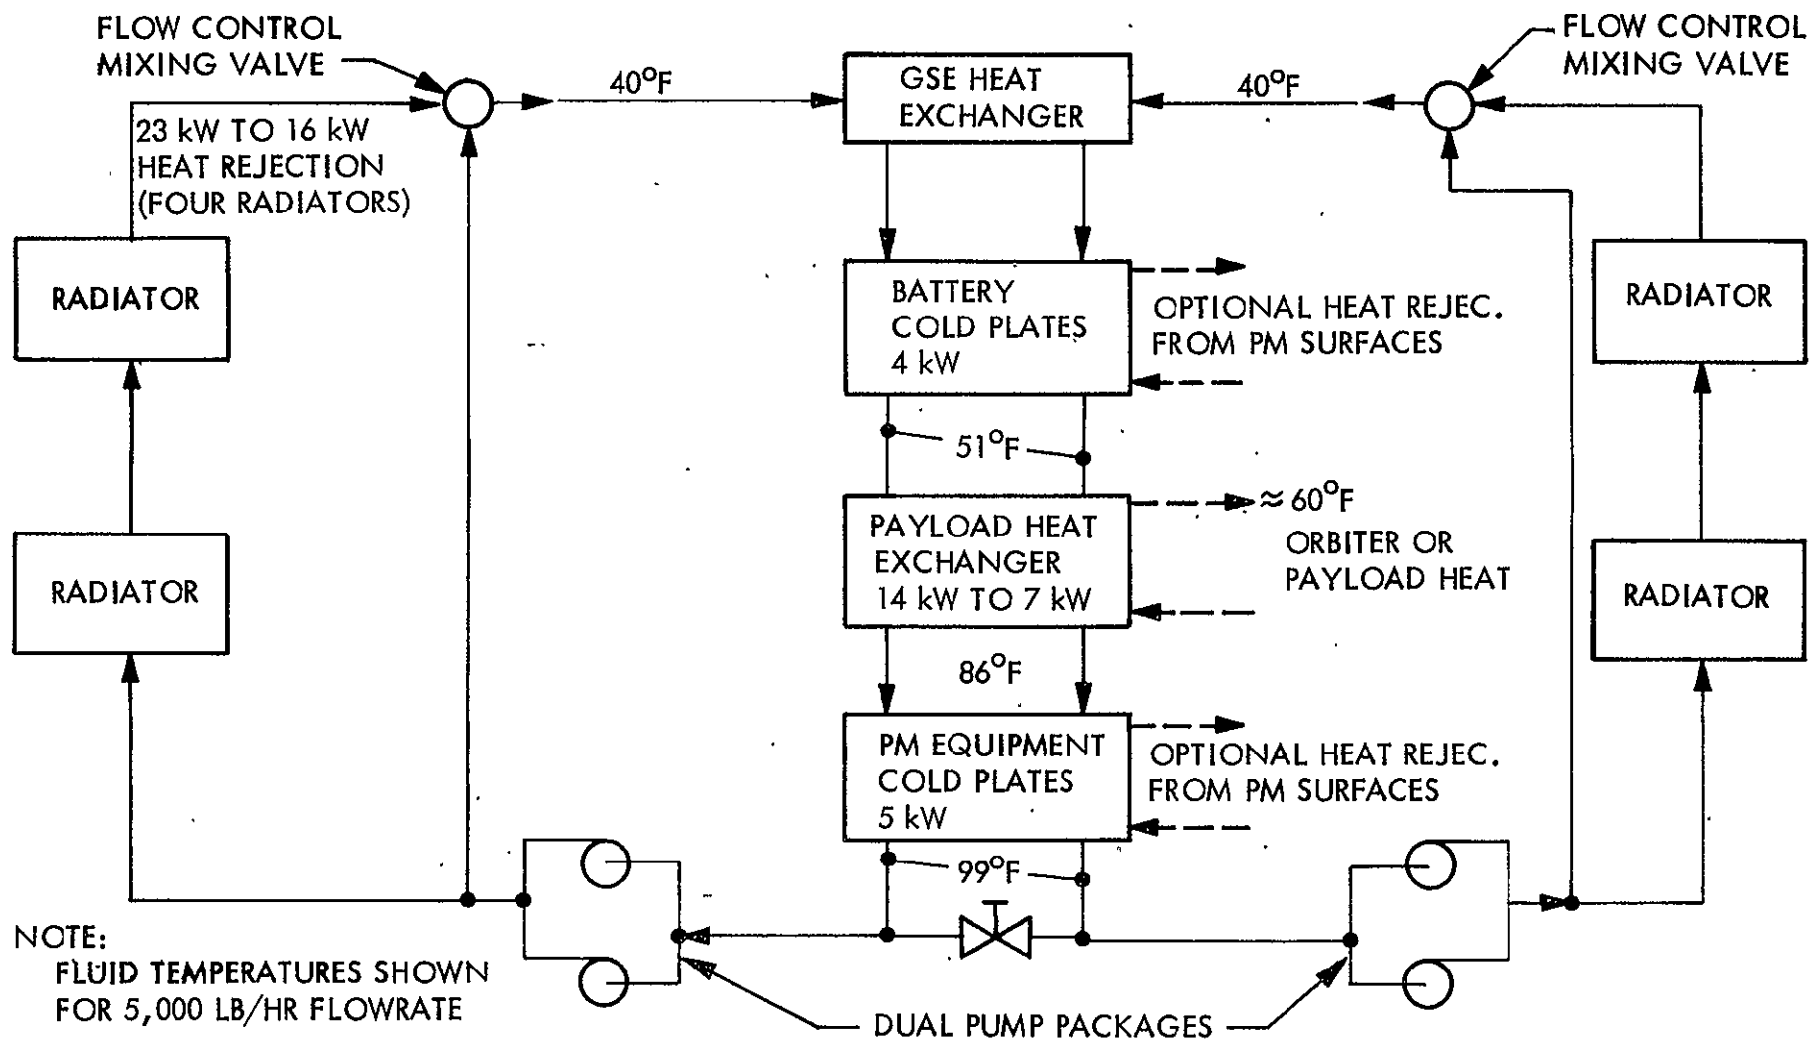 FLOW CONTROL
MIXING VALVE
40°F
GSE HEAT
EXCHANGER
40°F
FLOW CONTROL
MIXING VALVE
23 kW TO 16 kW
HEAT REJECTION
(FOUR RADIATORS)
RADIATOR
BATTERY
COLD PLATES
4 kW
OPTIONAL HEAT REJEC.
FROM PM SURFACES
RADIATOR
51°F
PAYLOAD HEAT
EXCHANGER
14 kW TO 7 kW
≈ 60°F
ORBITER OR
PAYLOAD HEAT
RADIATOR
RADIATOR
86°F
PM EQUIPMENT
COLD PLATES
5 kW
OPTIONAL HEAT REJEC.
FROM PM SURFACES
99°F
NOTE:
FLUID TEMPERATURES SHOWN
FOR 5,000 LB/HR FLOWRATE
DUAL PUMP PACKAGES